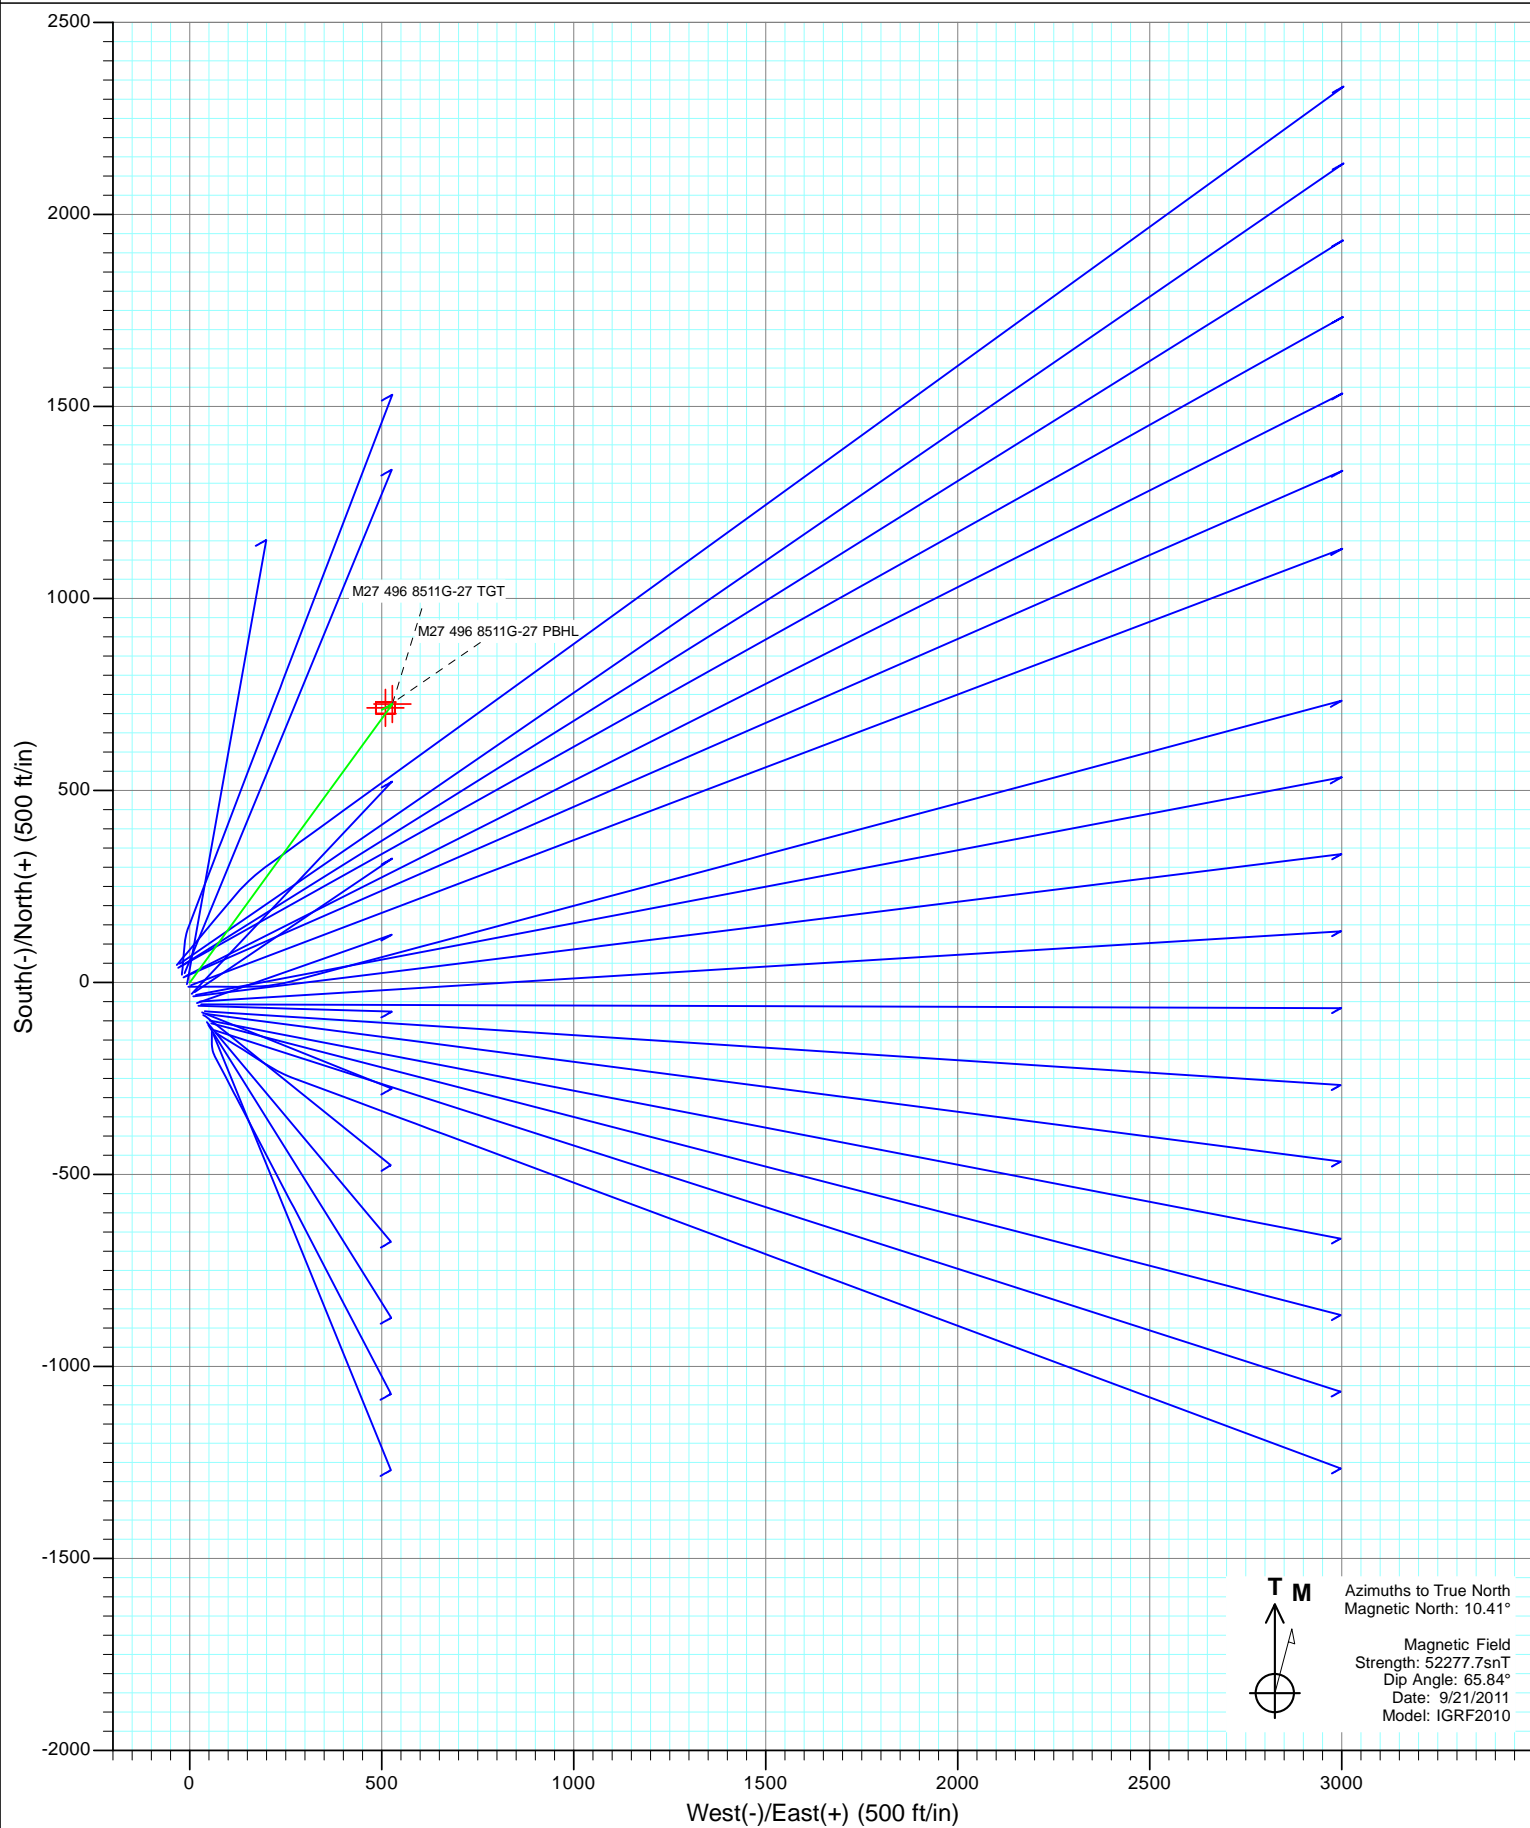 2500
2000
1500
1000
500
0
-500
-1000
-1500
-2000
South(-)/North(+) (500 ft/in)
M27 496 8511G-27 TGT
M27 496 8511G-27 PBHL
T M
Azimuths to True North
Magnetic North: 10.41°
Magnetic Field
Strength: 52277.7snT
Dip Angle: 65.84°
Date: 9/21/2011
Model: IGRF2010
0 500 1000 1500 2000 2500 3000
West(-)/East(+) (500 ft/in)